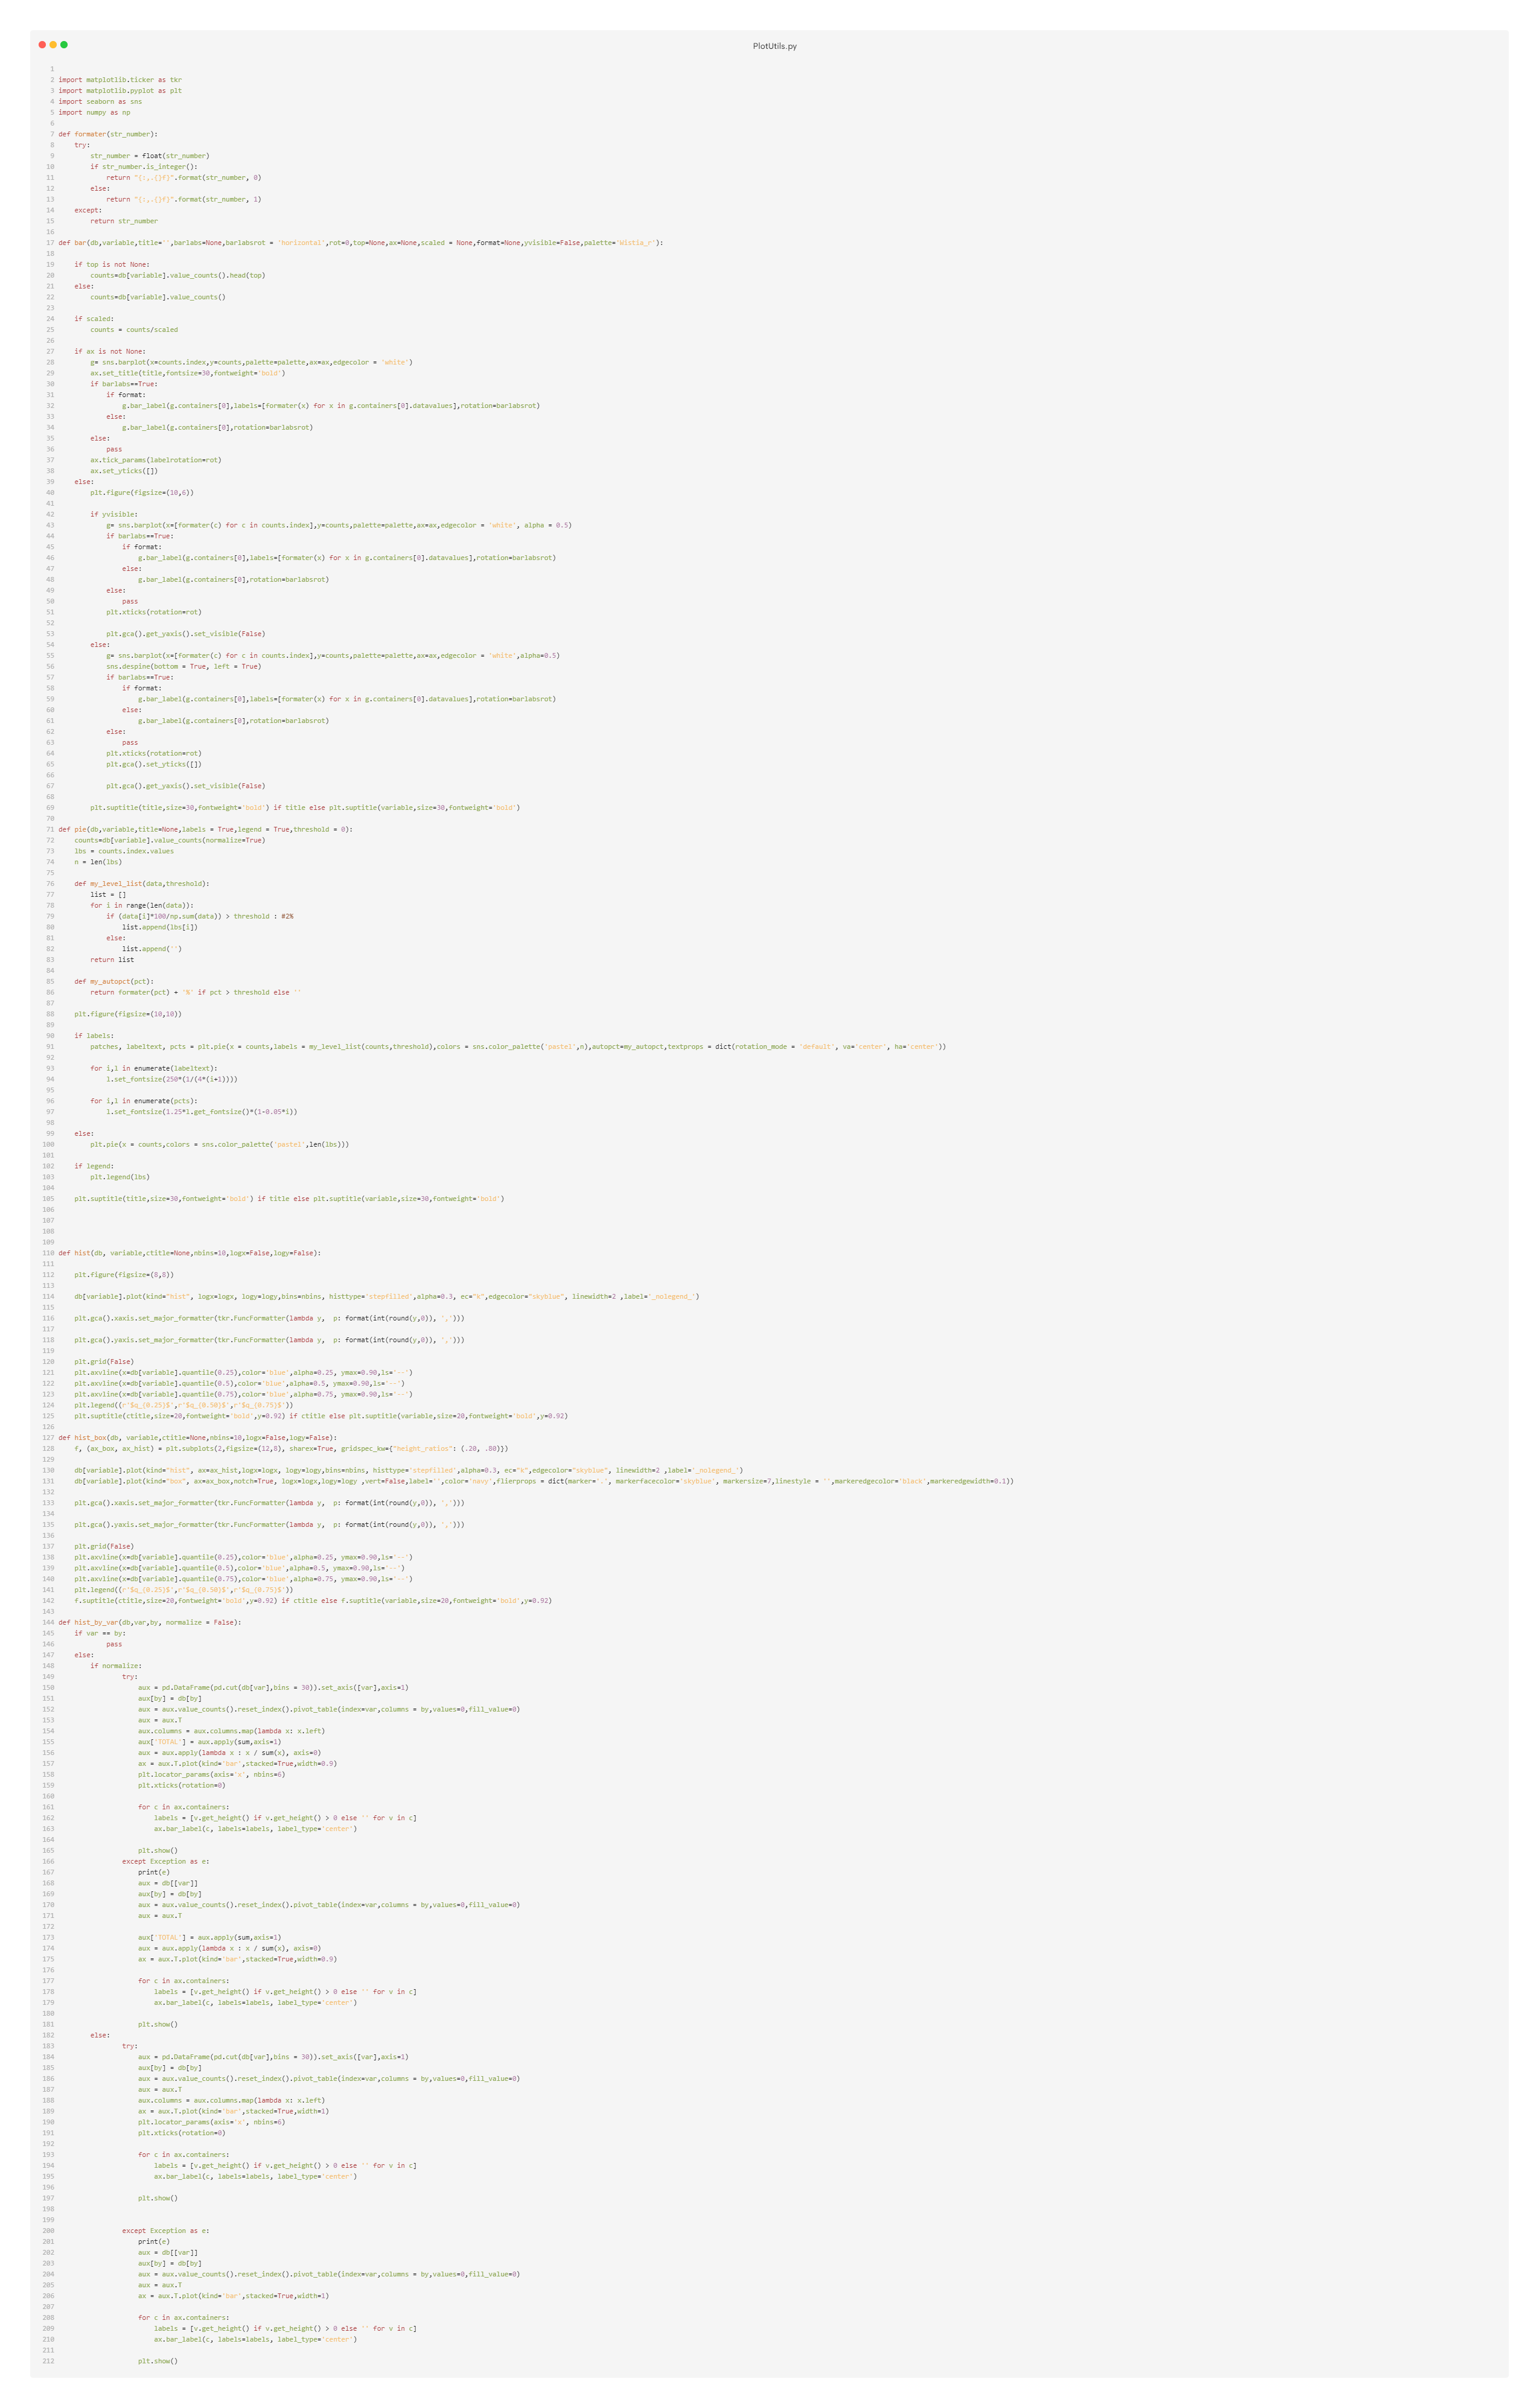 PlotUtils.py
1
2 import matplotlib.ticker as tkr
3 import matplotlib.pyplot as plt
4 import seaborn as sns
5 import numpy as np
6
7 def formater(str_number):
8     try:
9         str_number = float(str_number)
10         if str_number.is_integer():
11             return "{:,.{}f}".format(str_number, 0)
12         else:
13             return "{:,.{}f}".format(str_number, 1)
14     except:
15         return str_number
16
17 def bar(db,variable,title='',barlabs=None,barlabsrot = 'horizontal',rot=0,top=None,ax=None,scaled = None,format=None,yvisible=False,palette='Wistia_r'):
18
19     if top is not None:
20         counts=db[variable].value_counts().head(top)
21     else:
22         counts=db[variable].value_counts()
23
24     if scaled:
25         counts = counts/scaled
26
27     if ax is not None:
28         g= sns.barplot(x=counts.index,y=counts,palette=palette,ax=ax,edgecolor = 'white')
29         ax.set_title(title,fontsize=30,fontweight='bold')
30         if barlabs==True:
31             if format:
32                 g.bar_label(g.containers[0],labels=[formater(x) for x in g.containers[0].datavalues],rotation=barlabsrot)
33             else:
34                 g.bar_label(g.containers[0],rotation=barlabsrot)
35         else:
36             pass
37         ax.tick_params(labelrotation=rot)
38         ax.set_yticks([])
39     else:
40         plt.figure(figsize=(10,6))
41
42         if yvisible:
43             g= sns.barplot(x=[formater(c) for c in counts.index],y=counts,palette=palette,ax=ax,edgecolor = 'white', alpha = 0.5)
44             if barlabs==True:
45                 if format:
46                     g.bar_label(g.containers[0],labels=[formater(x) for x in g.containers[0].datavalues],rotation=barlabsrot)
47                 else:
48                     g.bar_label(g.containers[0],rotation=barlabsrot)
49             else:
50                 pass
51             plt.xticks(rotation=rot)
52
53             plt.gca().get_yaxis().set_visible(False)
54         else:
55             g= sns.barplot(x=[formater(c) for c in counts.index],y=counts,palette=palette,ax=ax,edgecolor = 'white',alpha=0.5)
56             sns.despine(bottom = True, left = True)
57             if barlabs==True:
58                 if format:
59                     g.bar_label(g.containers[0],labels=[formater(x) for x in g.containers[0].datavalues],rotation=barlabsrot)
60                 else:
61                     g.bar_label(g.containers[0],rotation=barlabsrot)
62             else:
63                 pass
64             plt.xticks(rotation=rot)
65             plt.gca().set_yticks([])
66
67             plt.gca().get_yaxis().set_visible(False)
68
69         plt.suptitle(title,size=30,fontweight='bold') if title else plt.suptitle(variable,size=30,fontweight='bold')
70
71 def pie(db,variable,title=None,labels = True,legend = True,threshold = 0):
72     counts=db[variable].value_counts(normalize=True)
73     lbs = counts.index.values
74     n = len(lbs)
75
76     def my_level_list(data,threshold):
77         list = []
78         for i in range(len(data)):
79             if (data[i]*100/np.sum(data)) > threshold : #2%
80                 list.append(lbs[i])
81             else:
82                 list.append('')
83         return list
84
85     def my_autopct(pct):
86         return formater(pct) + '%' if pct > threshold else ''
87
88     plt.figure(figsize=(10,10))
89
90     if labels:
91         patches, labeltext, pcts = plt.pie(x = counts,labels = my_level_list(counts,threshold),colors = sns.color_palette('pastel',n),autopct=my_autopct,textprops = dict(rotation_mode = 'default', va='center', ha='center'))
92
93         for i,l in enumerate(labeltext):
94             l.set_fontsize(250*(1/(4*(i+1))))
95
96         for i,l in enumerate(pcts):
97             l.set_fontsize(1.25*l.get_fontsize()*(1-0.05*i))
98
99     else:
100         plt.pie(x = counts,colors = sns.color_palette('pastel',len(lbs)))
101
102     if legend:
103         plt.legend(lbs)
104
105     plt.suptitle(title,size=30,fontweight='bold') if title else plt.suptitle(variable,size=30,fontweight='bold')
106
107
108
109
110 def hist(db, variable,ctitle=None,nbins=10,logx=False,logy=False):
111
112     plt.figure(figsize=(8,8))
113
114     db[variable].plot(kind="hist", logx=logx, logy=logy,bins=nbins, histtype='stepfilled',alpha=0.3, ec="k",edgecolor="skyblue", linewidth=2 ,label='_nolegend_')
115
116     plt.gca().xaxis.set_major_formatter(tkr.FuncFormatter(lambda y,  p: format(int(round(y,0)), ',')))
117
118     plt.gca().yaxis.set_major_formatter(tkr.FuncFormatter(lambda y,  p: format(int(round(y,0)), ',')))
119
120     plt.grid(False)
121     plt.axvline(x=db[variable].quantile(0.25),color='blue',alpha=0.25, ymax=0.90,ls='--')
122     plt.axvline(x=db[variable].quantile(0.5),color='blue',alpha=0.5, ymax=0.90,ls='--')
123     plt.axvline(x=db[variable].quantile(0.75),color='blue',alpha=0.75, ymax=0.90,ls='--')
124     plt.legend((r'$q_{0.25}$',r'$q_{0.50}$',r'$q_{0.75}$'))
125     plt.suptitle(ctitle,size=20,fontweight='bold',y=0.92) if ctitle else plt.suptitle(variable,size=20,fontweight='bold',y=0.92)
126
127 def hist_box(db, variable,ctitle=None,nbins=10,logx=False,logy=False):
128     f, (ax_box, ax_hist) = plt.subplots(2,figsize=(12,8), sharex=True, gridspec_kw={"height_ratios": (.20, .80)})
129
130     db[variable].plot(kind="hist", ax=ax_hist,logx=logx, logy=logy,bins=nbins, histtype='stepfilled',alpha=0.3, ec="k",edgecolor="skyblue", linewidth=2 ,label='_nolegend_')
131     db[variable].plot(kind="box", ax=ax_box,notch=True, logx=logx,logy=logy ,vert=False,label='',color='navy',flierprops = dict(marker='.', markerfacecolor='skyblue', markersize=7,linestyle = '',markeredgecolor='black',markeredgewidth=0.1))
132
133     plt.gca().xaxis.set_major_formatter(tkr.FuncFormatter(lambda y,  p: format(int(round(y,0)), ',')))
134
135     plt.gca().yaxis.set_major_formatter(tkr.FuncFormatter(lambda y,  p: format(int(round(y,0)), ',')))
136
137     plt.grid(False)
138     plt.axvline(x=db[variable].quantile(0.25),color='blue',alpha=0.25, ymax=0.90,ls='--')
139     plt.axvline(x=db[variable].quantile(0.5),color='blue',alpha=0.5, ymax=0.90,ls='--')
140     plt.axvline(x=db[variable].quantile(0.75),color='blue',alpha=0.75, ymax=0.90,ls='--')
141     plt.legend((r'$q_{0.25}$',r'$q_{0.50}$',r'$q_{0.75}$'))
142     f.suptitle(ctitle,size=20,fontweight='bold',y=0.92) if ctitle else f.suptitle(variable,size=20,fontweight='bold',y=0.92)
143
144 def hist_by_var(db,var,by, normalize = False):
145     if var == by:
146             pass
147     else:
148         if normalize:
149                 try:
150                     aux = pd.DataFrame(pd.cut(db[var],bins = 30)).set_axis([var],axis=1)
151                     aux[by] = db[by]
152                     aux = aux.value_counts().reset_index().pivot_table(index=var,columns = by,values=0,fill_value=0)
153                     aux = aux.T
154                     aux.columns = aux.columns.map(lambda x: x.left)
155                     aux['TOTAL'] = aux.apply(sum,axis=1)
156                     aux = aux.apply(lambda x : x / sum(x), axis=0)
157                     ax = aux.T.plot(kind='bar',stacked=True,width=0.9)
158                     plt.locator_params(axis='x', nbins=6)
159                     plt.xticks(rotation=0)
160
161                     for c in ax.containers:
162                         labels = [v.get_height() if v.get_height() > 0 else '' for v in c]
163                         ax.bar_label(c, labels=labels, label_type='center')
164
165                     plt.show()
166                 except Exception as e:
167                     print(e)
168                     aux = db[[var]]
169                     aux[by] = db[by]
170                     aux = aux.value_counts().reset_index().pivot_table(index=var,columns = by,values=0,fill_value=0)
171                     aux = aux.T
172
173                     aux['TOTAL'] = aux.apply(sum,axis=1)
174                     aux = aux.apply(lambda x : x / sum(x), axis=0)
175                     ax = aux.T.plot(kind='bar',stacked=True,width=0.9)
176
177                     for c in ax.containers:
178                         labels = [v.get_height() if v.get_height() > 0 else '' for v in c]
179                         ax.bar_label(c, labels=labels, label_type='center')
180
181                     plt.show()
182         else:
183                 try:
184                     aux = pd.DataFrame(pd.cut(db[var],bins = 30)).set_axis([var],axis=1)
185                     aux[by] = db[by]
186                     aux = aux.value_counts().reset_index().pivot_table(index=var,columns = by,values=0,fill_value=0)
187                     aux = aux.T
188                     aux.columns = aux.columns.map(lambda x: x.left)
189                     ax = aux.T.plot(kind='bar',stacked=True,width=1)
190                     plt.locator_params(axis='x', nbins=6)
191                     plt.xticks(rotation=0)
192
193                     for c in ax.containers:
194                         labels = [v.get_height() if v.get_height() > 0 else '' for v in c]
195                         ax.bar_label(c, labels=labels, label_type='center')
196
197                     plt.show()
198
199
200                 except Exception as e:
201                     print(e)
202                     aux = db[[var]]
203                     aux[by] = db[by]
204                     aux = aux.value_counts().reset_index().pivot_table(index=var,columns = by,values=0,fill_value=0)
205                     aux = aux.T
206                     ax = aux.T.plot(kind='bar',stacked=True,width=1)
207
208                     for c in ax.containers:
209                         labels = [v.get_height() if v.get_height() > 0 else '' for v in c]
210                         ax.bar_label(c, labels=labels, label_type='center')
211
212                     plt.show()